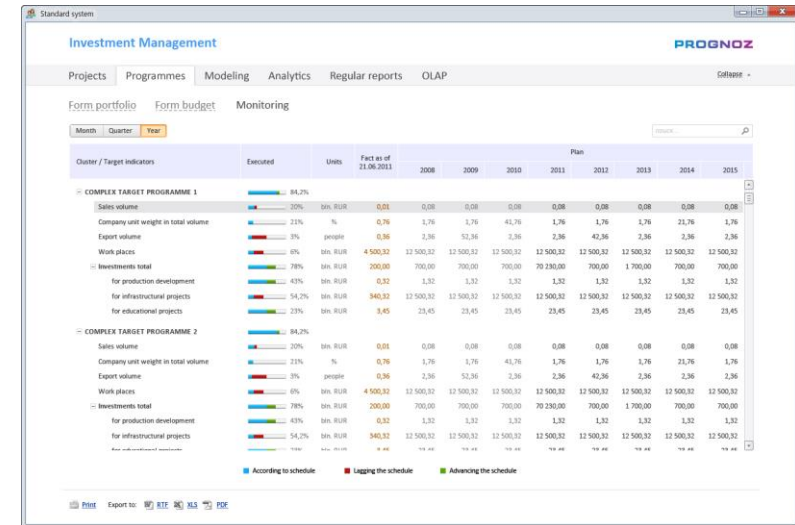 Standard system
Investment Management
PROGNOZ
Projects Programmes Modeling Analytics Regular reports OLAP Collapse
Form portfolio Form budget Monitoring
Month Quarter Year
Plan
Cluster / Target indicators Executed Units Fact as of 21.06.2011 2008 2009 2010 2011 2012 2013 2014 2015
COMPLEX TARGET PROGRAMME 1 84,2%
Sales volume 20% bln. RUR 0,01 0,08 0,08 0,08 0,08 0,08 0,08 0,08 0,08
Company unit weight in total volume 21% % 0,76 1,76 1,76 41,76 1,76 1,76 1,76 21,76 1,76
Export volume 3% people 0,36 2,36 52,36 2,36 2,36 42,36 2,36 2,36 2,36
Work places 6% bln. RUR 4 500,32 12 500,32 12 500,32 12 500,32 12 500,32 12 500,32 12 500,32 12 500,32 12 500,32
Investments total 78% bln. RUR 200,00 700,00 700,00 700,00 70 230,00 700,00 1 700,00 700,00 700,00
for production development 43% bln. RUR 0,32 1,32 1,32 1,32 1,32 1,32 1,32 1,32 1,32
for infrastructural projects 54,2% bln. RUR 340,32 12 500,32 12 500,32 12 500,32 12 500,32 12 500,32 12 500,32 12 500,32 12 500,32
for educational projects 23% bln. RUR 3,45 23,45 23,45 23,45 23,45 23,45 23,45 23,45 23,45
COMPLEX TARGET PROGRAMME 2 84,2%
Sales volume 20% bln. RUR 0,01 0,08 0,08 0,08 0,08 0,08 0,08 0,08 0,08
Company unit weight in total volume 21% % 0,76 1,76 1,76 41,76 1,76 1,76 1,76 21,76 1,76
Export volume 3% people 0,36 2,36 52,36 2,36 2,36 42,36 2,36 2,36 2,36
Work places 6% bln. RUR 4 500,32 12 500,32 12 500,32 12 500,32 12 500,32 12 500,32 12 500,32 12 500,32 12 500,32
Investments total 78% bln. RUR 200,00 700,00 700,00 700,00 70 230,00 700,00 1 700,00 700,00 700,00
for production development 43% bln. RUR 0,32 1,32 1,32 1,32 1,32 1,32 1,32 1,32 1,32
for infrastructural projects 54,2% bln. RUR 340,32 12 500,32 12 500,32 12 500,32 12 500,32 12 500,32 12 500,32 12 500,32 12 500,32
According to schedule Lagging the schedule Advancing the schedule
Print Export to: RTF XLS PDF